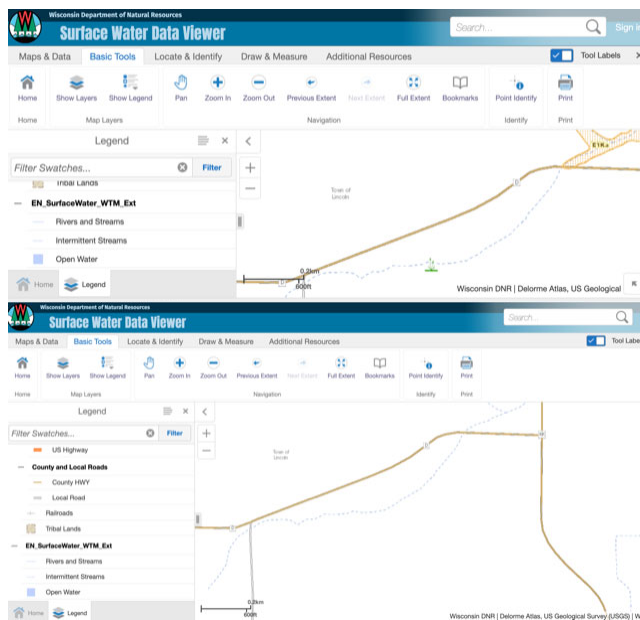 Wisconsin Department of Natural Resources
Surface Water Data Viewer
Search...
Sign i
Maps & Data Basic Tools Locate & Identify Draw & Measure Additional Resources Tool Labels
Home Show Layers Show Legend Pan Zoom In Zoom Out Previous Extent Next Extent Full Extent Bookmarks Point Identify Print
Home Map Layers Navigation Identify Print
Legend
Filter Swatches... Filter
Tribal Lands
EN_SurfaceWater_WTM_Ext
Rivers and Streams
Intermittent Streams
Open Water
Home Legend
Town of
Lincoln
E1Ka
D
0.2km
600ft
Wisconsin DNR | Delorme Atlas, US Geological
Wisconsin Department of Natural Resources
Surface Water Data Viewer
Search...
Maps & Data Basic Tools Locate & Identify Draw & Measure Additional Resources Tool Labe
Home Show Layers Show Legend Pan Zoom In Zoom Out Previous Extent Next Extent Full Extent Bookmarks Point Identify Print
Home Map Layers Navigation Identify Print
Legend
Filter Swatches... Filter
US Highway
County and Local Roads
County HWY
Local Road
Railroads
Tribal Lands
EN_SurfaceWater_WTM_Ext
Rivers and Streams
Intermittent Streams
Open Water
Home Legend
Town of
Lincoln
0.2km
600ft
Wisconsin DNR | Delorme Atlas, US Geological Survey (USGS) | W